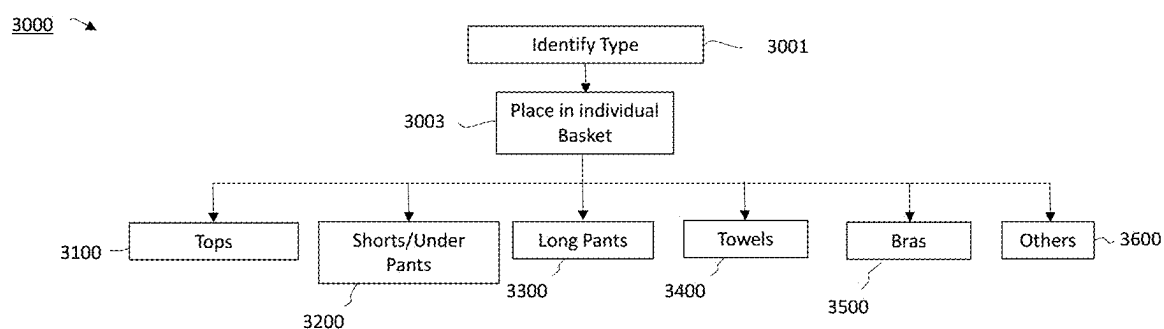 3000
Identify Type
3001
3003
Place in individual
Basket
Tops
Shorts/Under
Pants
Long Pants
Towels
Bras
Others
3100
3200
3300
3400
3500
3600